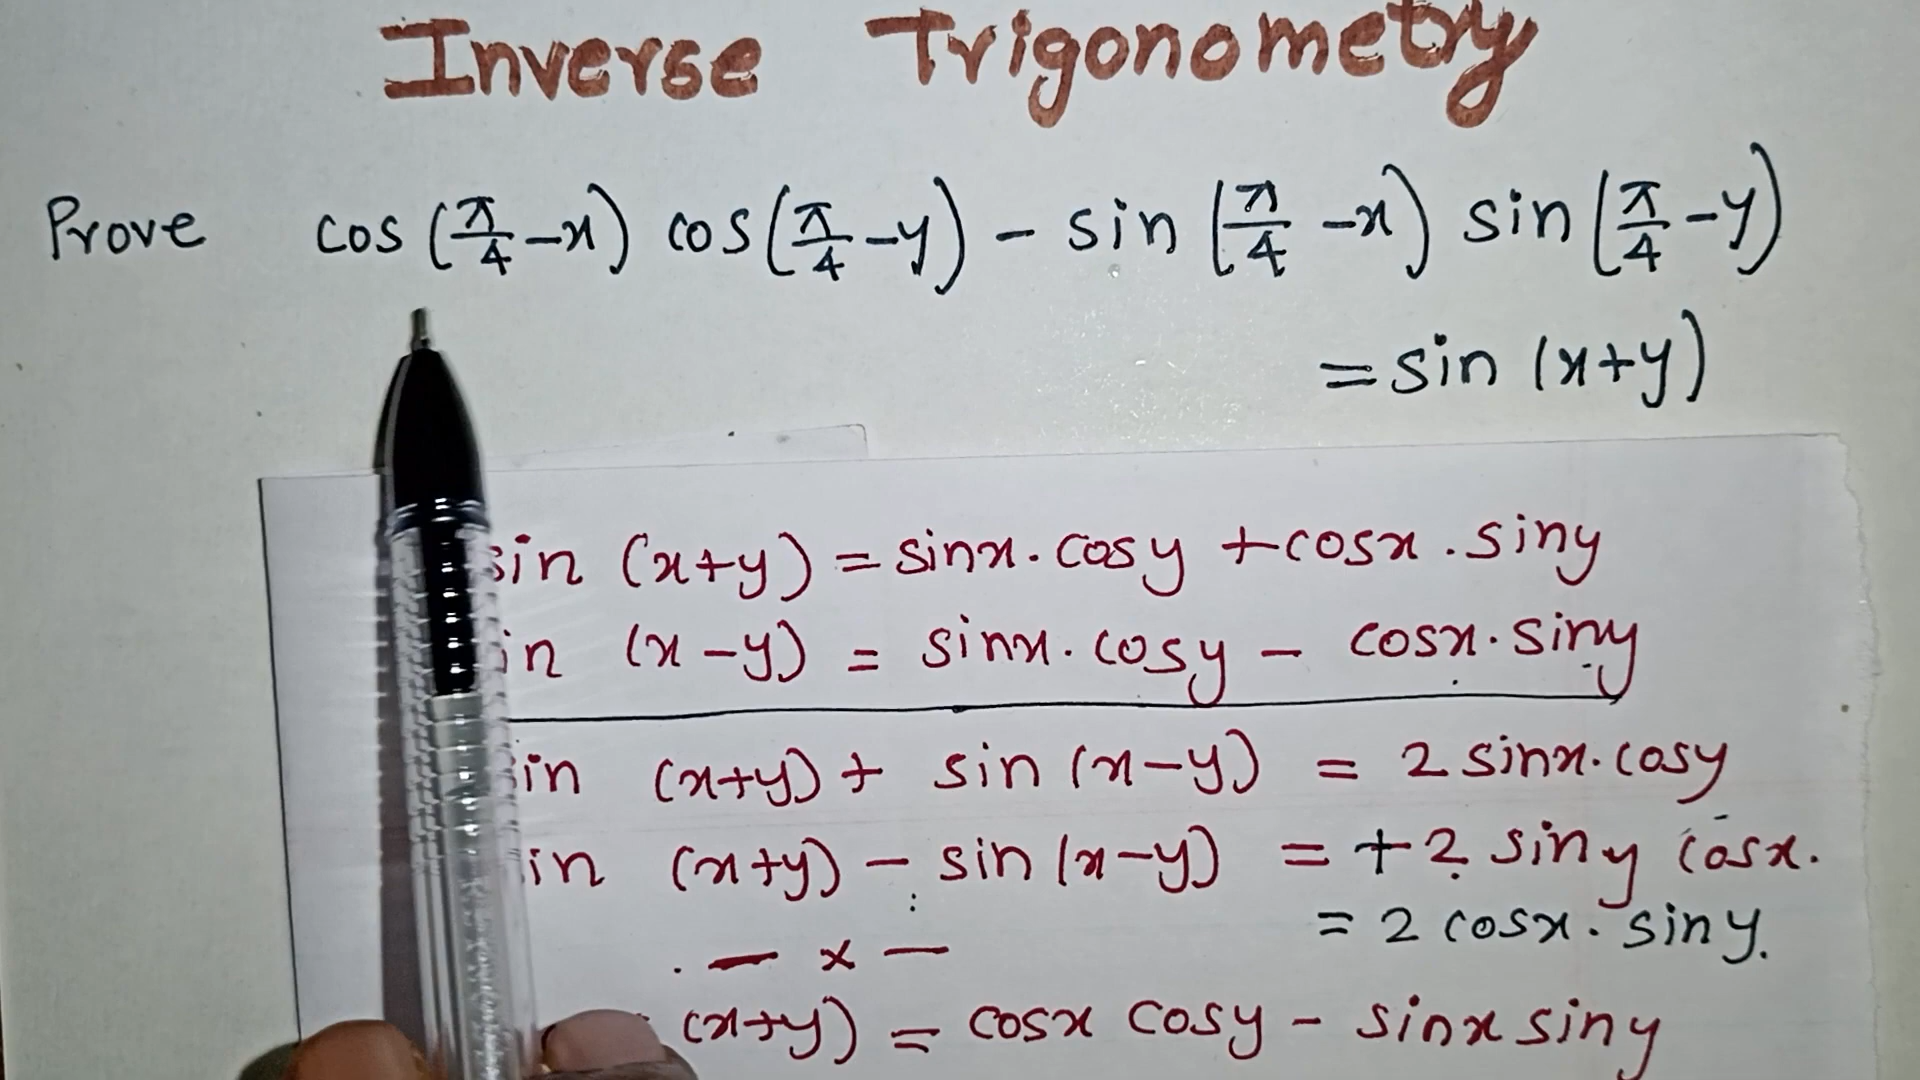 Inverse Trigonometry
Prove cos(π/4-x) cos(π/4-y) - sin(π/4-x) sin(π/4-y)
= sin (x+y)
sin (x+y) = sinx. cosy + cosx. siny
in (x-y) = sinx. cosy - cosx. siny
in (x+y) + sin (x-y) = 2 sinx. cosy
in (x+y) - sin (x-y) = +2 siny cosx.
= 2 cosx. siny.
— x —
(x+y) = cosx cosy - sinx siny